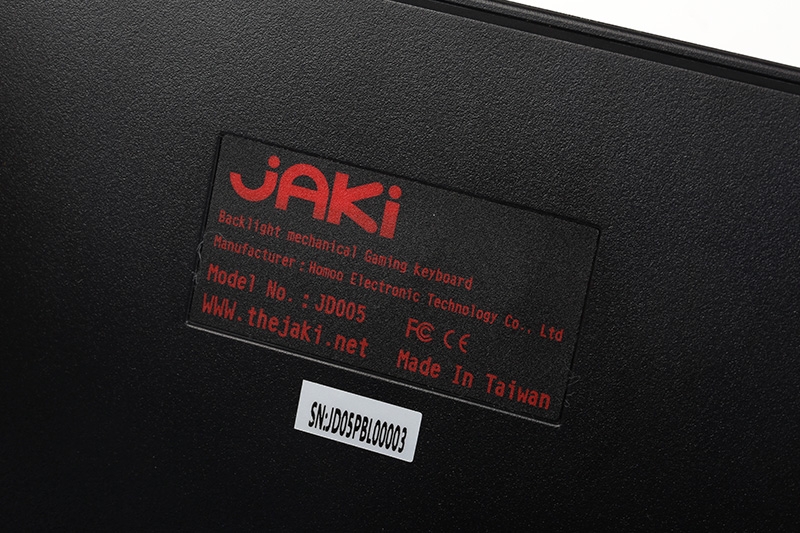 JAKi
Backlight mechanical Gaming Keyboard
Manufacturer:Homoo Electronic Technology Co., Ltd
Model No.:JD005
FC CE
WWW.thejaki.net
Made In Taiwan
SN:JD05PBL00003